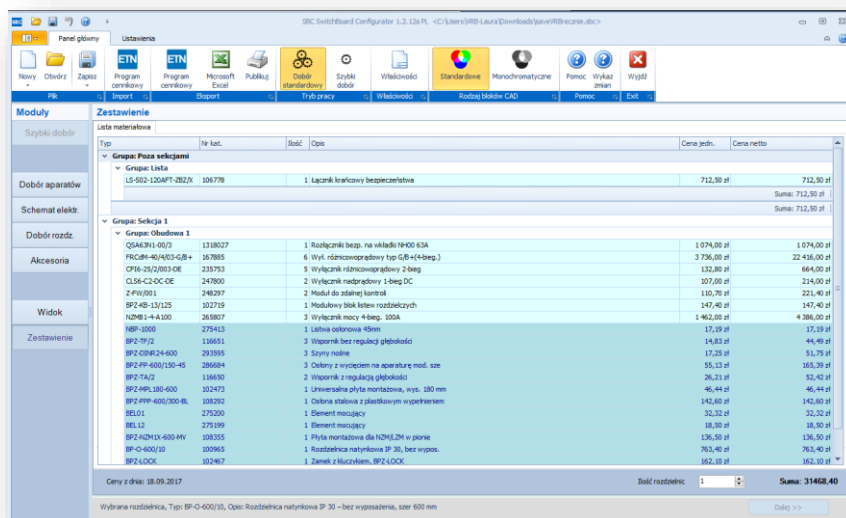 SBC SwitchBoard Configurator 1.2.12a PL <C:\Users\RB-Laura\Downloads\pave\RBrecznie.sbc>
Panel główny Ustawienia
Nowy Otwórz Zapisz Program cennkowy Program cennkowy Microsoft Excel Publikuj Dobór standardowy Szybki dobór Właściwości Standardowe Monochromatyczne Pomoc Wykaz zmian Wyjdź
ETN ETN
Plik Import Eksport Tryb pracy Właściwości Rodzaj bloków CAD Pomoc Exit
Moduły
Szybki dobór
Dobór aparatów
Schemat elektr.
Dobór rozdz.
Akcesoria
Widok
Zestawienie
Zestawienie
Lista materiałowa
Typ Nr kat. Ilość Opis Cena jedn. Cena netto
Grupa: Poza sekcjami
Grupa: Lista
LS-S02-120AFT-ZBZ/X 106778 1 Łącznik krańcowy bezpieczeństwa 712,50 zł 712,50 zł
Suma: 712,50 zł
Suma: 712,50 zł
Grupa: Sekcja 1
Grupa: Obudowa 1
QSA63N1-00/3 1318027 1 Rozłączniki bezp. na wkładki NH00 63A 1 074,00 zł 1 074,00 zł
FRCdM-40/4/03-G/B+ 167885 6 Wył. różnicowoprądowy typ G/B+(4-bieg.) 3 736,00 zł 22 416,00 zł
CFI6-25/2/003-DE 235753 5 Wyłącznik różnicowoprądowy 2-bieg 132,80 zł 664,00 zł
CLS6-C2-DC-DE 247800 2 Wyłącznik nadprądowy 1-bieg DC 107,00 zł 214,00 zł
Z-FW/001 248297 2 Moduł do zdalnej kontroli 110,70 zł 221,40 zł
BPZ-KB-13/125 102719 1 Modułowy blok listew rozdzielczych 147,40 zł 147,40 zł
NZMB1-4-A100 265807 3 Wyłącznik mocy 4-bieg. 100A 1 462,00 zł 4 386,00 zł
NBP-1000 275413 1 Listwa osłonowa 45mm 17,19 zł 17,19 zł
BPZ-TP/2 116651 3 Wspornik bez regulacji głębokości 14,83 zł 44,49 zł
BPZ-DINR24-600 293595 3 Szyny nośne 17,25 zł 51,75 zł
BPZ-FP-600/150-45 286684 3 Osłony z wycięciem na aparaturę mod. sze 55,13 zł 165,39 zł
BPZ-TA/2 116650 2 Wspornik z regulacją głębokości 26,21 zł 52,42 zł
BPZ-MPL180-600 102473 1 Uniwersalna płyta montażowa, wys. 180 mm 46,44 zł 46,44 zł
BPZ-FPP-600/300-BL 108292 1 Osłona stalowa z plastikowym wypełnieniem 142,60 zł 142,60 zł
BEL01 275200 1 Element mocujący 32,32 zł 32,32 zł
BEL12 275199 1 Element mocujący 18,50 zł 18,50 zł
BPZ-NZM1X-600-MV 108355 1 Płyta montażowa dla NZM/LZM w pionie 136,50 zł 136,50 zł
BP-O-600/10 100965 1 Rozdzielnica natynkowa IP 30, bez wypos. 763,40 zł 763,40 zł
BPZ-LOCK 102467 1 Zamek z kluczykiem, BPZ-LOCK 162,10 zł 162,10 zł
Ceny z dnia: 18.09.2017 Ilość rozdzielnic 1 Suma: 31468,40
Wybrana rozdzielnica, Typ: BP-O-600/10, Opis: Rozdzielnica natynkowa IP 30 – bez wyposażenia, szer 600 mm Dalej >>